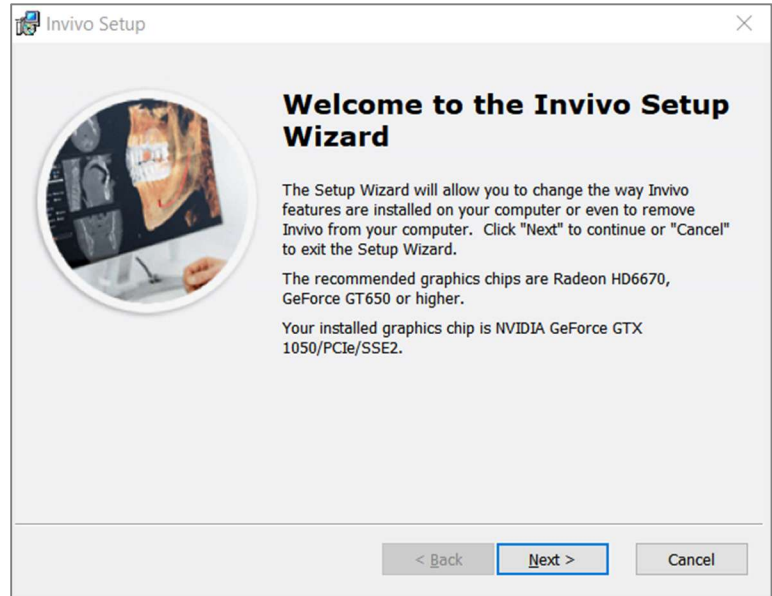 Invivo Setup
Welcome to the Invivo Setup
Wizard
The Setup Wizard will allow you to change the way Invivo
features are installed on your computer or even to remove
Invivo from your computer.  Click "Next" to continue or "Cancel"
to exit the Setup Wizard.
The recommended graphics chips are Radeon HD6670,
GeForce GT650 or higher.
Your installed graphics chip is NVIDIA GeForce GTX
1050/PCIe/SSE2.
< Back
Next >
Cancel